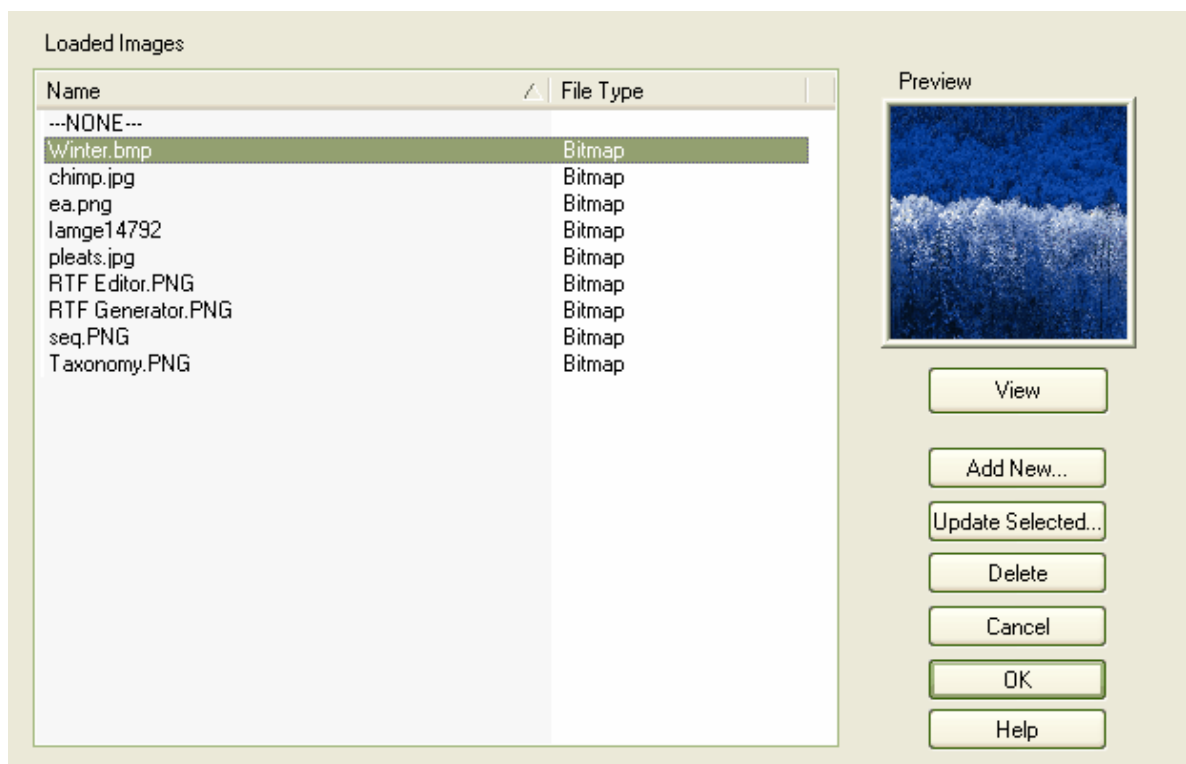 Loaded Images
Name File Type
---NONE---
Winter.bmp Bitmap
chimp.jpg Bitmap
ea.png Bitmap
Iamge14792 Bitmap
pleats.jpg Bitmap
RTF Editor.PNG Bitmap
RTF Generator.PNG Bitmap
seq.PNG Bitmap
Taxonomy.PNG Bitmap
Preview
View
Add New...
Update Selected...
Delete
Cancel
OK
Help